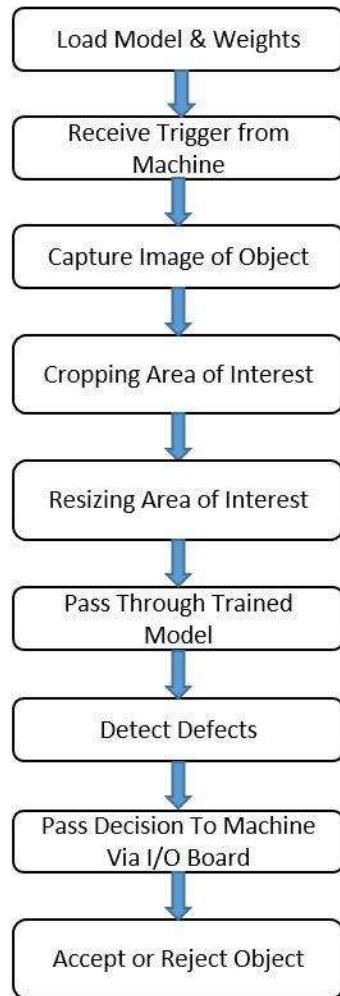 Load Model & Weights
Receive Trigger from
Machine
Capture Image of Object
Cropping Area of Interest
Resizing Area of Interest
Pass Through Trained
Model
Detect Defects
Pass Decision To Machine
Via I/O Board
Accept or Reject Object